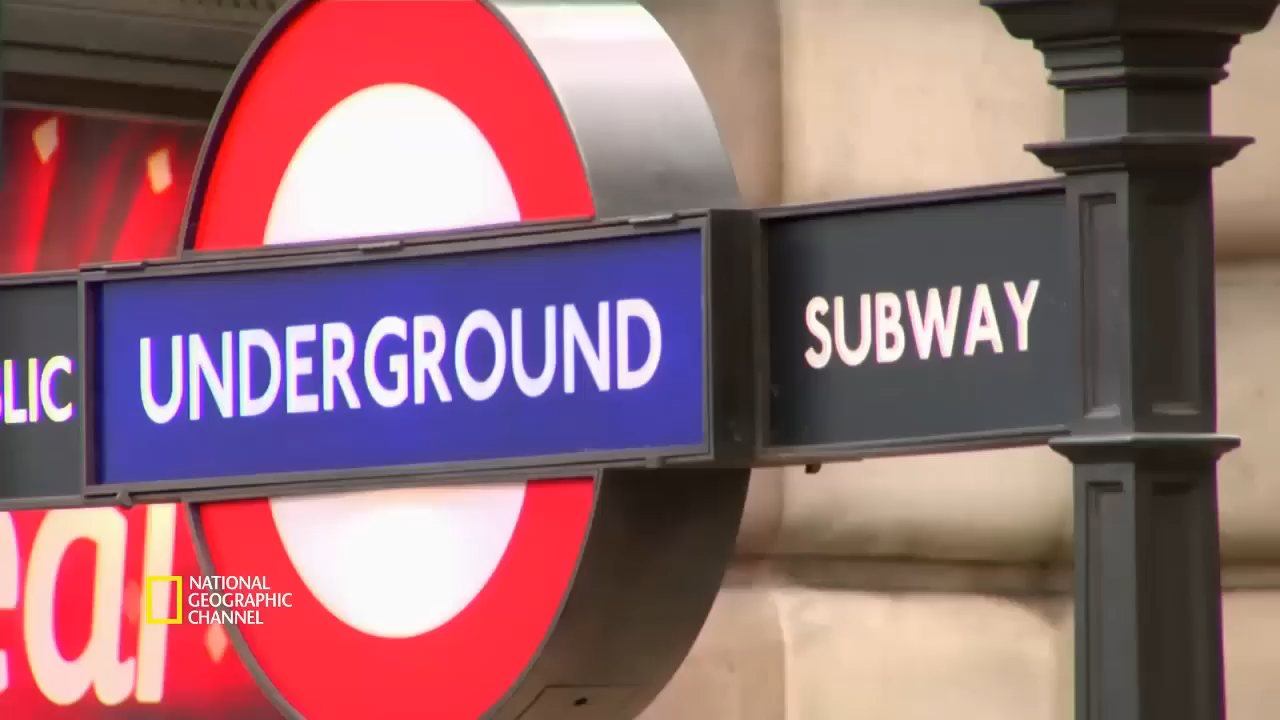 UNDERGROUND
SUBWAY
NATIONAL
GEOGRAPHIC
CHANNEL